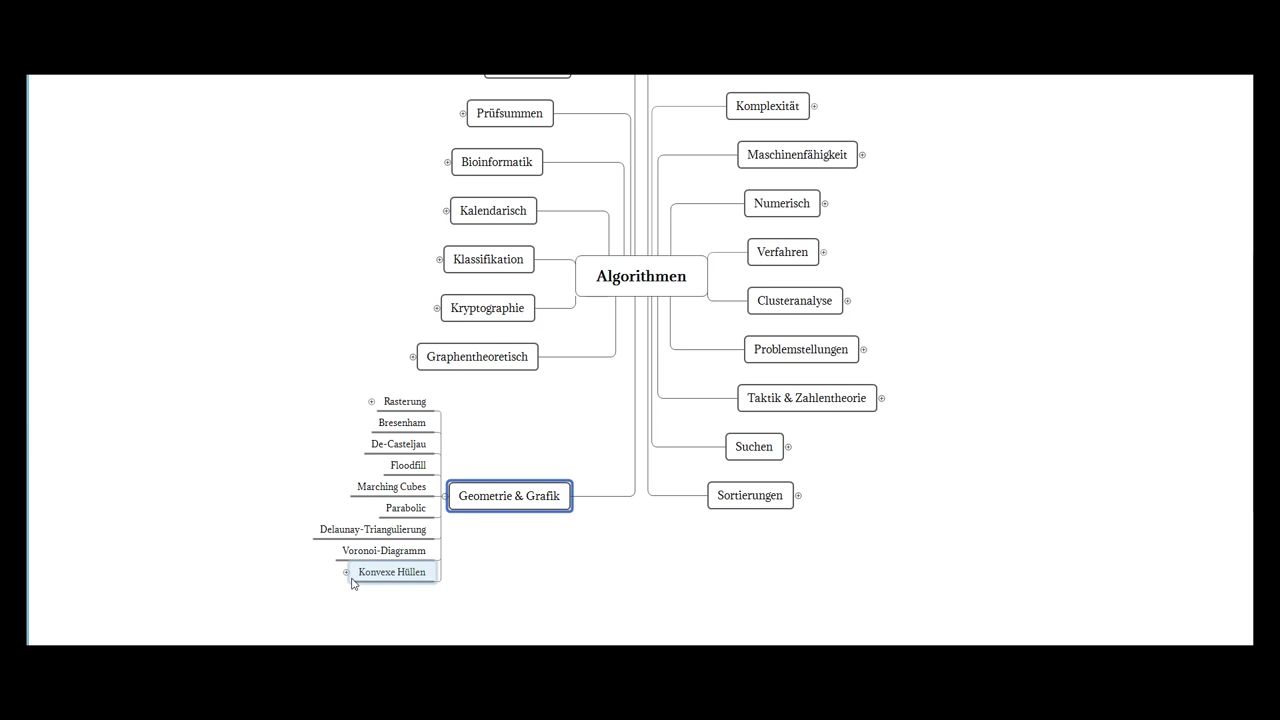 Prüfsummen
Bioinformatik
Kalendarisch
Klassifikation
Kryptographie
Graphentheoretisch
Rasterung
Bresenham
De-Casteljau
Floodfill
Marching Cubes
Parabolic
Delaunay-Triangulierung
Voronoi-Diagramm
Konvexe Hüllen
Geometrie & Grafik
Algorithmen
Komplexität
Maschinenfähigkeit
Numerisch
Verfahren
Clusteranalyse
Problemstellungen
Taktik & Zahlentheorie
Suchen
Sortierungen